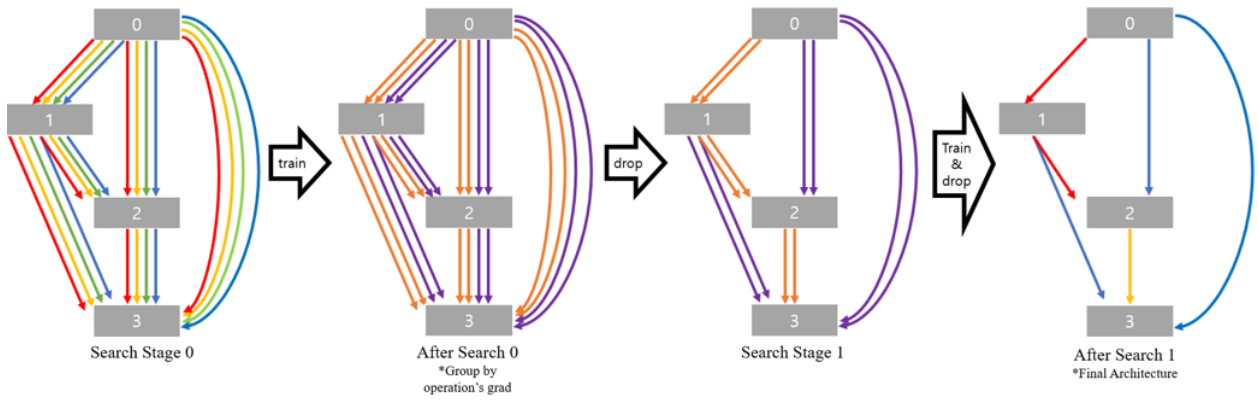 0
1
2
3
Search Stage 0
train
0
1
2
3
After Search 0
*Group by
operation's grad
drop
0
1
2
3
Search Stage 1
Train
&
drop
0
1
2
3
After Search 1
*Final Architecture